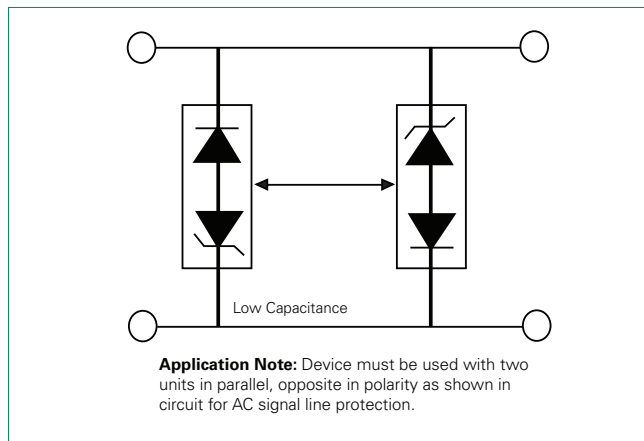 Low Capacitance
Application Note: Device must be used with two
units in parallel, opposite in polarity as shown in
circuit for AC signal line protection.